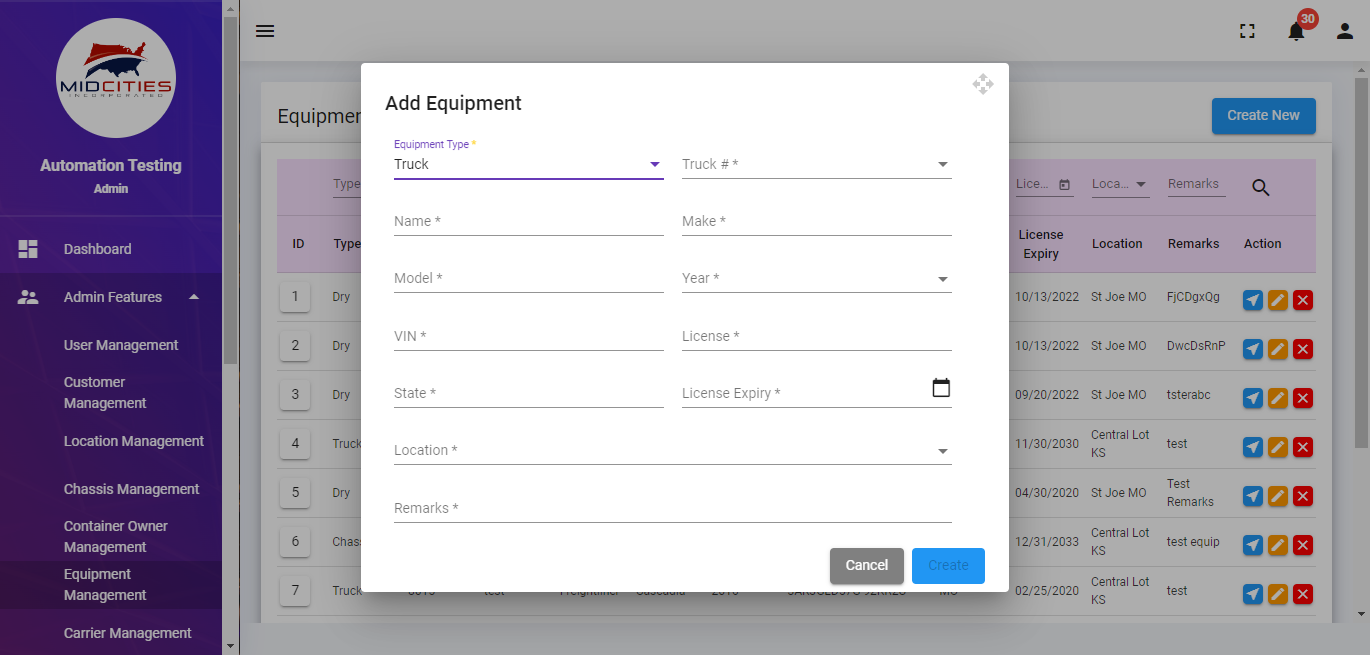 MIDCITIES
INCORPORATED
Automation Testing
Admin
Dashboard
Admin Features
User Management
Customer
Management
Location Management
Chassis Management
Container Owner
Management
Equipment
Management
Carrier Management
30
Create New
Add Equipment
Equipment Type *
Truck
Truck # *
Name *
Make *
Model *
Year *
VIN *
License *
State *
License Expiry *
Location *
Remarks *
Cancel
Create
Type
Lice...
Loca...
Remarks
ID
Type
License
Expiry
Location
Remarks
Action
1 Dry 10/13/2022 St Joe MO FjCDgxQg
2 Dry 10/13/2022 St Joe MO DwcDsRnP
3 Dry 09/20/2022 St Joe MO tsterabc
4 Truck 11/30/2030 Central Lot KS test
5 Dry 04/30/2020 St Joe MO Test Remarks
6 12/31/2033 Central Lot KS test equip
7 Truck 02/25/2020 Central Lot KS test